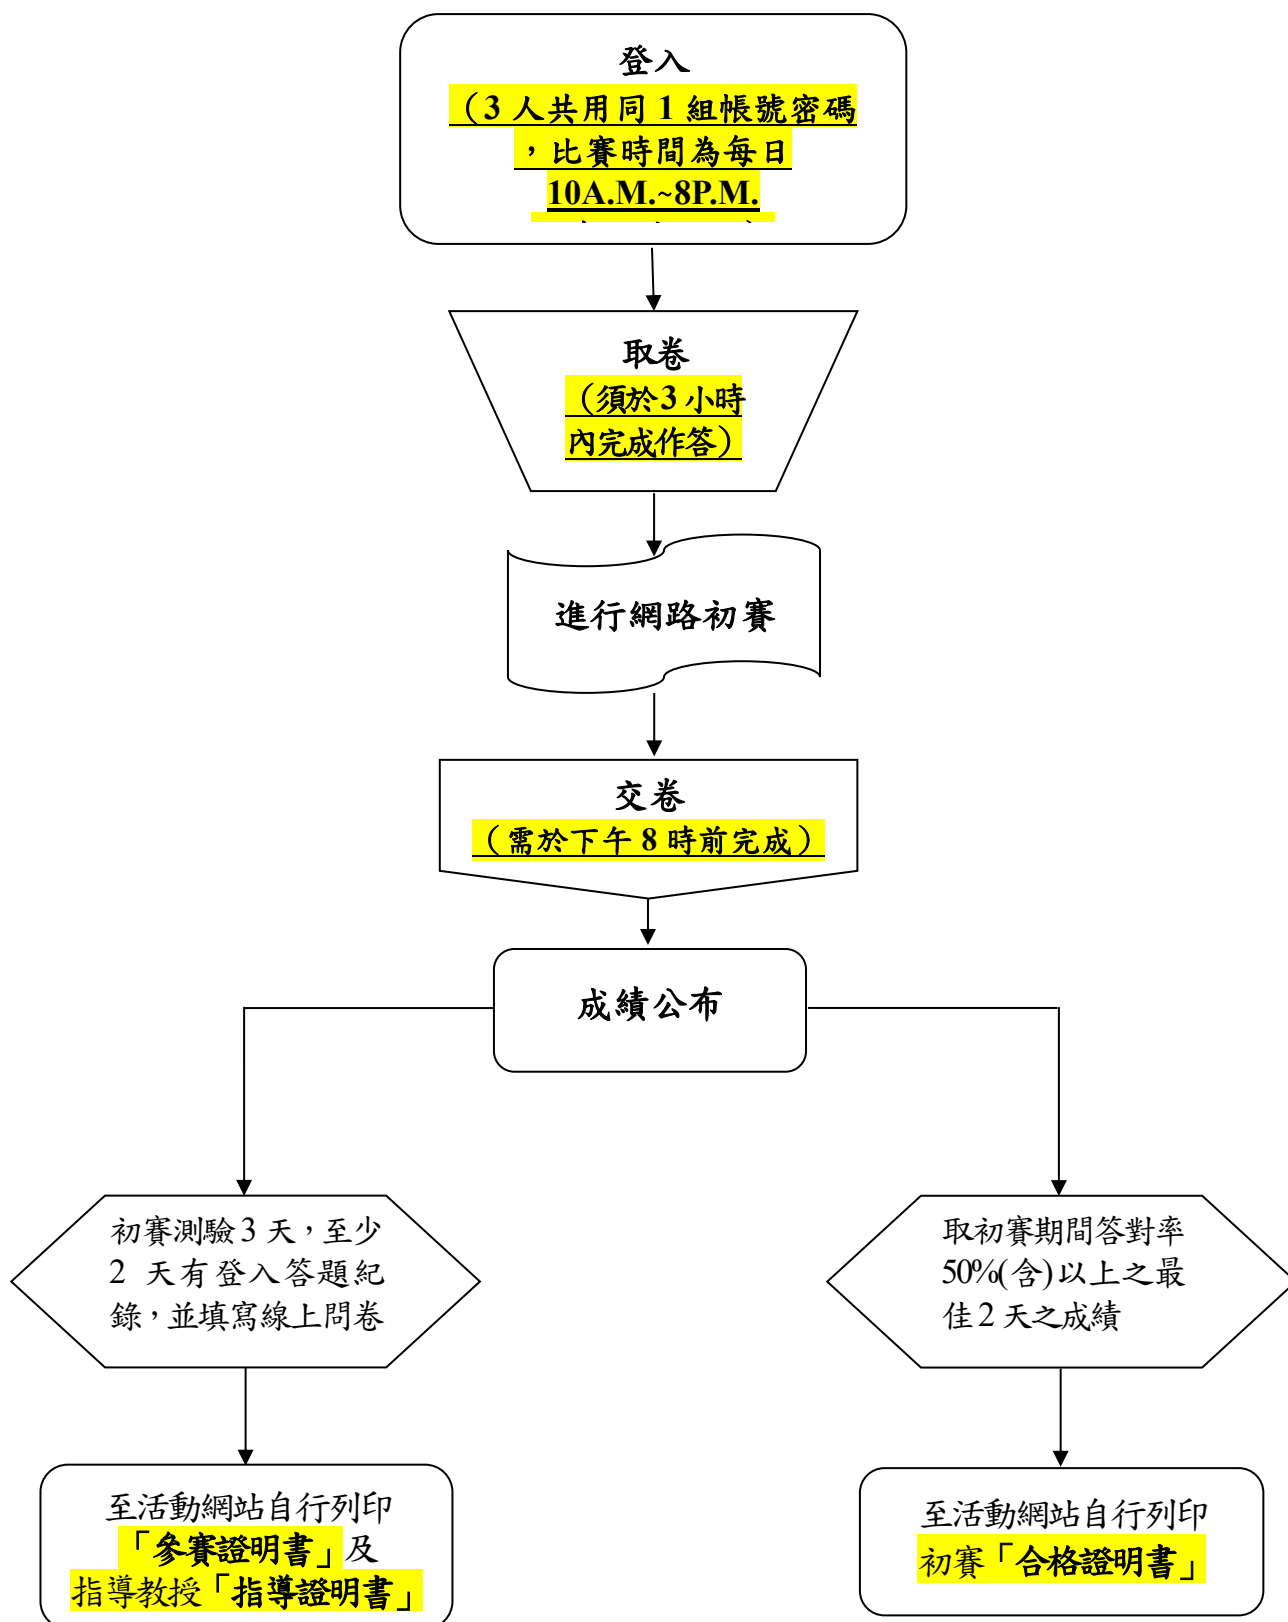 登入
（3 人共用同 1 組帳號密碼
，比賽時間為每日
10A.M.~8P.M.
取卷
（須於3 小時
內完成作答）
進行網路初賽
交卷
（需於下午 8 時前完成）
成績公布
初賽測驗3 天，至少
2 天有登入答題紀
錄，並填寫線上問卷
取初賽期間答對率
50%(含)以上之最
佳2 天之成績
至活動網站自行列印
「參賽證明書」及
指導教授「指導證明書」
至活動網站自行列印
初賽「合格證明書」